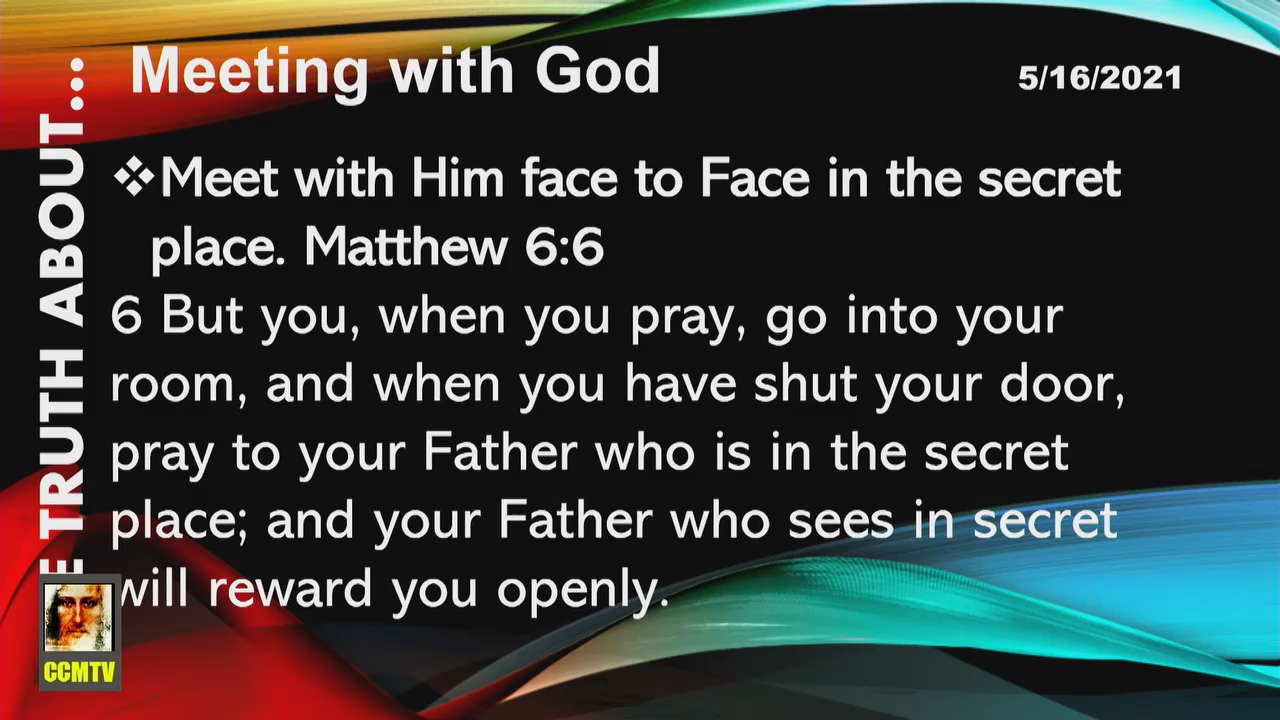 Meeting with God
5/16/2021
E TRUTH ABOUT...
❖Meet with Him face to Face in the secret
place. Matthew 6:6
6 But you, when you pray, go into your
room, and when you have shut your door,
pray to your Father who is in the secret
place; and your Father who sees in secret
will reward you openly.
CCMTV